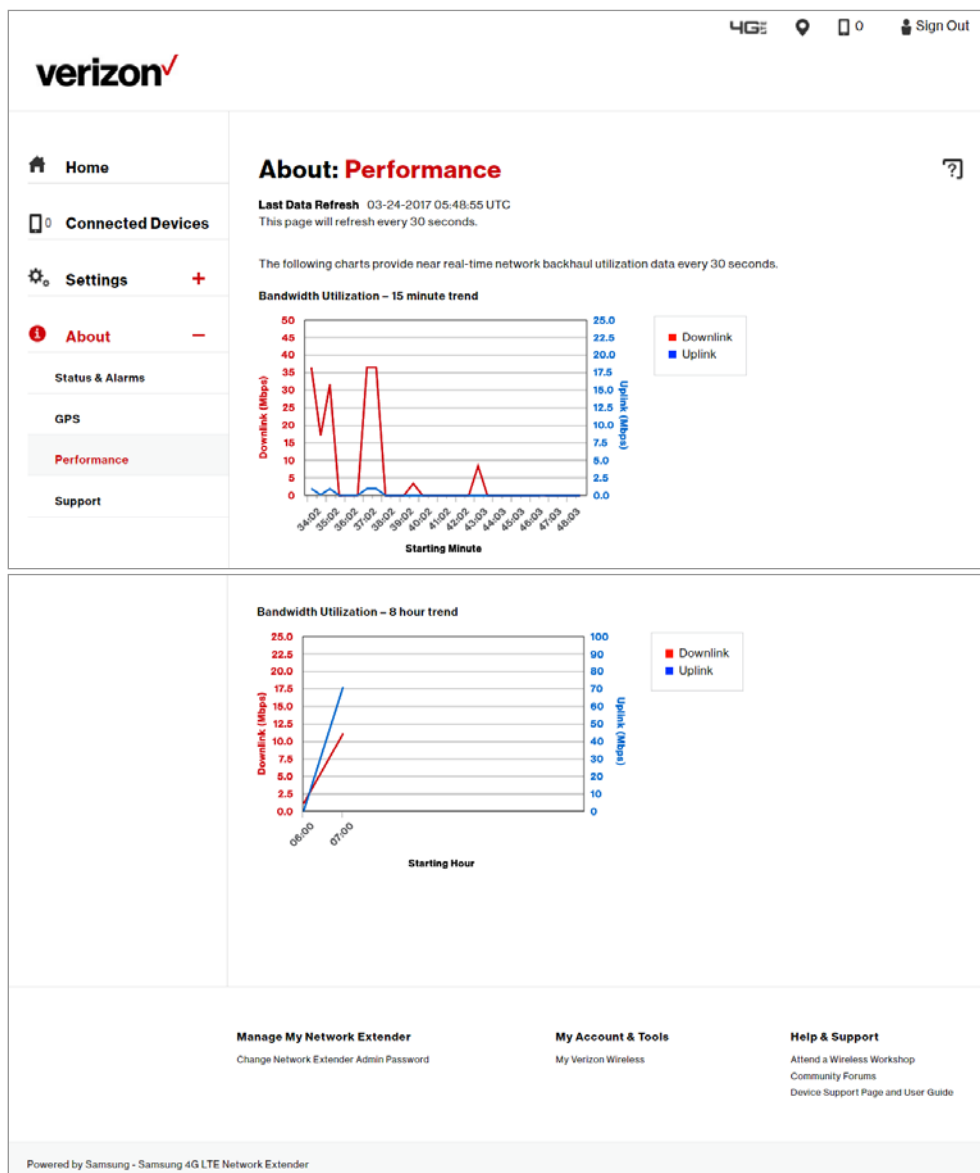 4G LTE 0 Sign Out
verizon
Home
0 Connected Devices
Settings +
About −
Status & Alarms
GPS
Performance
Support
About: Performance
Last Data Refresh 03-24-2017 05:48:55 UTC
This page will refresh every 30 seconds.
The following charts provide near real-time network backhaul utilization data every 30 seconds.
Bandwidth Utilization – 15 minute trend
Downlink (Mbps)
50
45
40
35
30
25
20
15
10
5
0
25.0
22.5
20.0
17.5
15.0
12.5
10.0
7.5
5.0
2.5
0.0
Uplink (Mbps)
34:02 35:02 36:02 37:02 38:02 39:02 40:02 41:02 42:02 43:03 44:03 45:03 46:03 47:03 48:03
Starting Minute
Downlink
Uplink
Bandwidth Utilization – 8 hour trend
Downlink (Mbps)
25.0
22.5
20.0
17.5
15.0
12.5
10.0
7.5
5.0
2.5
0.0
100
90
80
70
60
50
40
30
20
10
0
Uplink (Mbps)
06:00 07:00
Starting Hour
Downlink
Uplink
Manage My Network Extender
Change Network Extender Admin Password
My Account & Tools
My Verizon Wireless
Help & Support
Attend a Wireless Workshop
Community Forums
Device Support Page and User Guide
Powered by Samsung - Samsung 4G LTE Network Extender